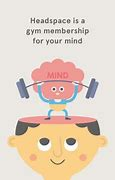 Headspace is a
gym membership
for your mind
MIND